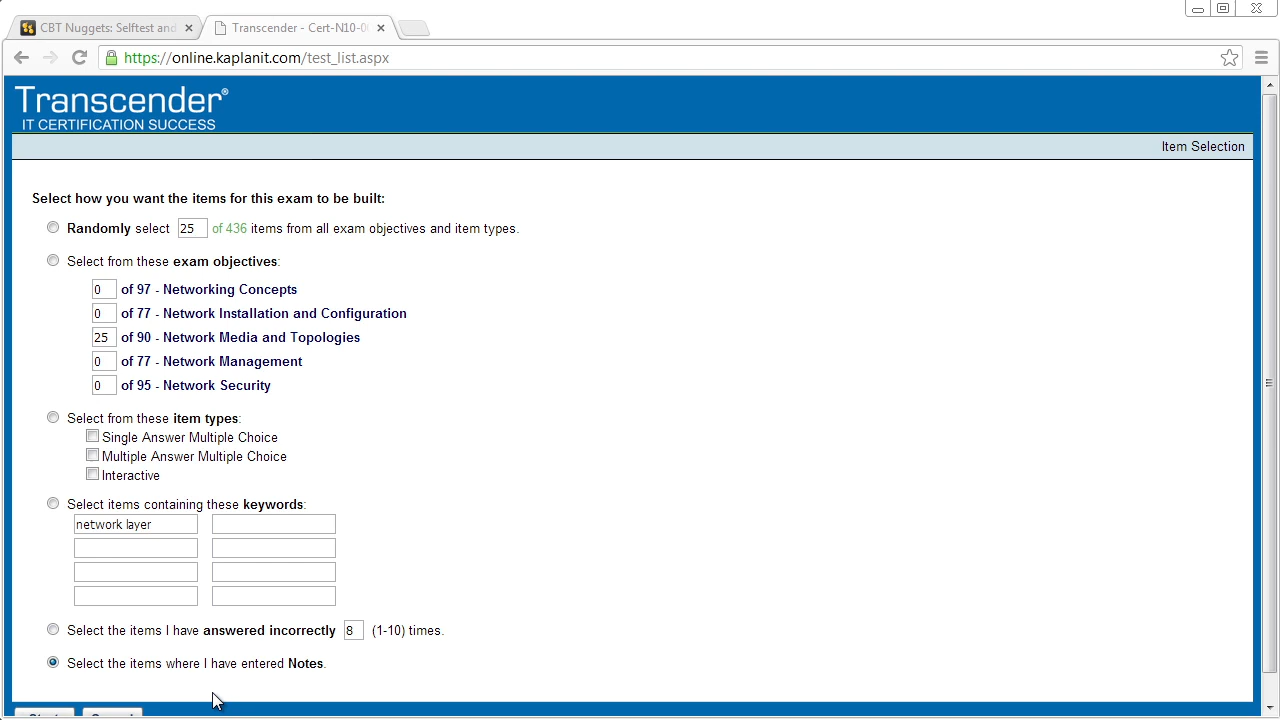 CBT Nuggets: Selftest and
Transcender - Cert-N10-0
https://online.kaplanit.com/test_list.aspx
Transcender®
IT CERTIFICATION SUCCESS
Item Selection
Select how you want the items for this exam to be built:
Randomly select 25 of 436 items from all exam objectives and item types.
Select from these exam objectives:
0 of 97 - Networking Concepts
0 of 77 - Network Installation and Configuration
25 of 90 - Network Media and Topologies
0 of 77 - Network Management
0 of 95 - Network Security
Select from these item types:
Single Answer Multiple Choice
Multiple Answer Multiple Choice
Interactive
Select items containing these keywords:
network layer
Select the items I have answered incorrectly 8 (1-10) times.
Select the items where I have entered Notes.